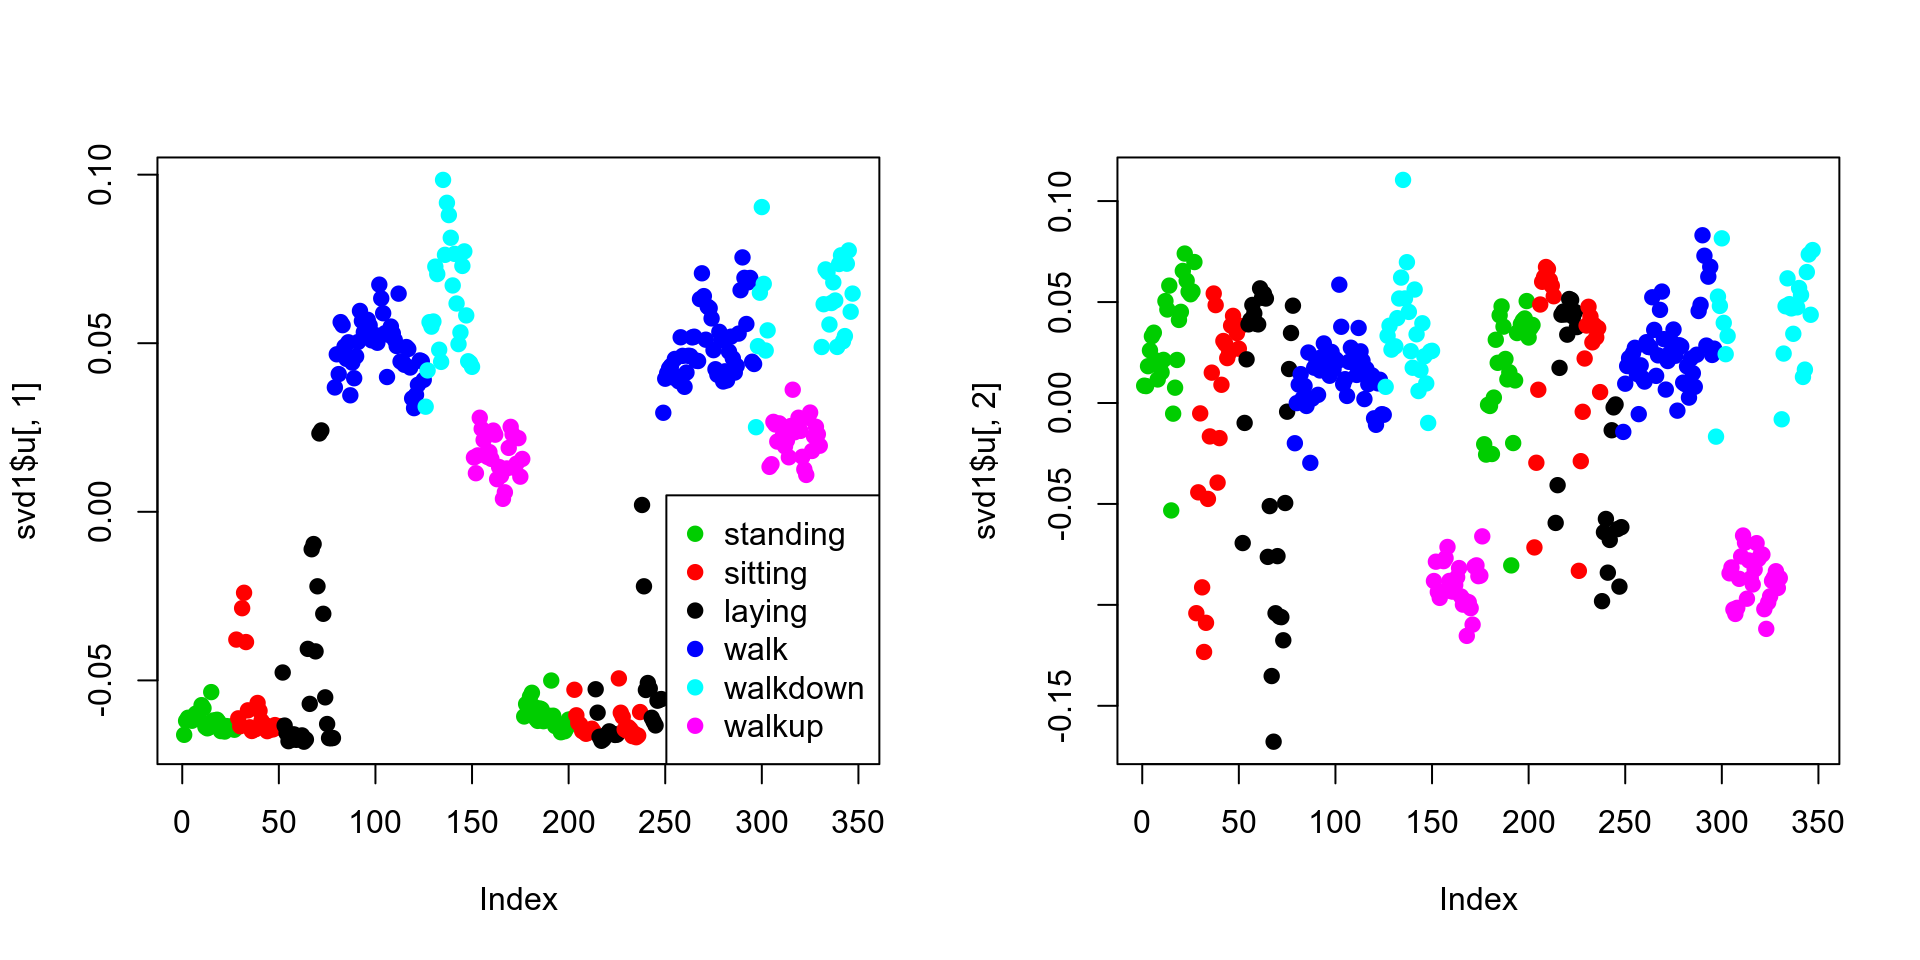 svd1$u[, 1]
0.10
0.05
0.00
-0.05
0 50 100 150 200 250 300 350
Index
standing
sitting
laying
walk
walkdown
walkup
svd1$u[, 2]
0.10
0.05
0.00
-0.05
-0.15
0 50 100 150 200 250 300 350
Index